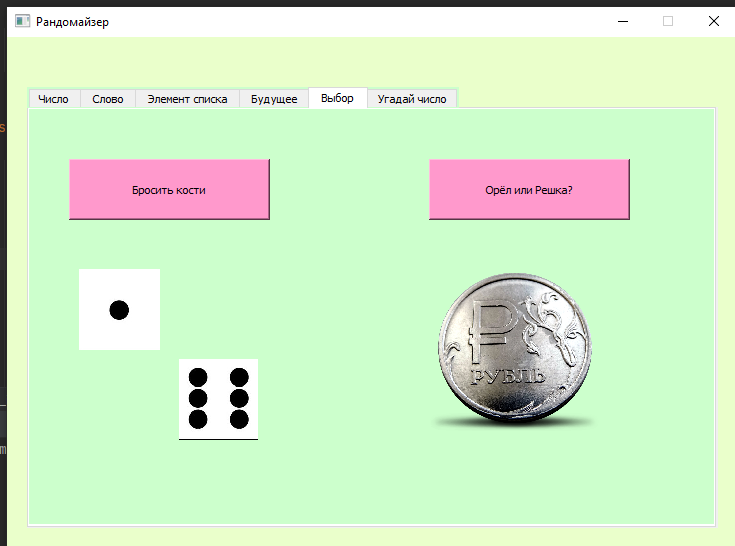 Рандомайзер
Число Слово Элемент списка Будущее Выбор Угадай число
Бросить кости Орёл или Решка?
РУБЛЬ